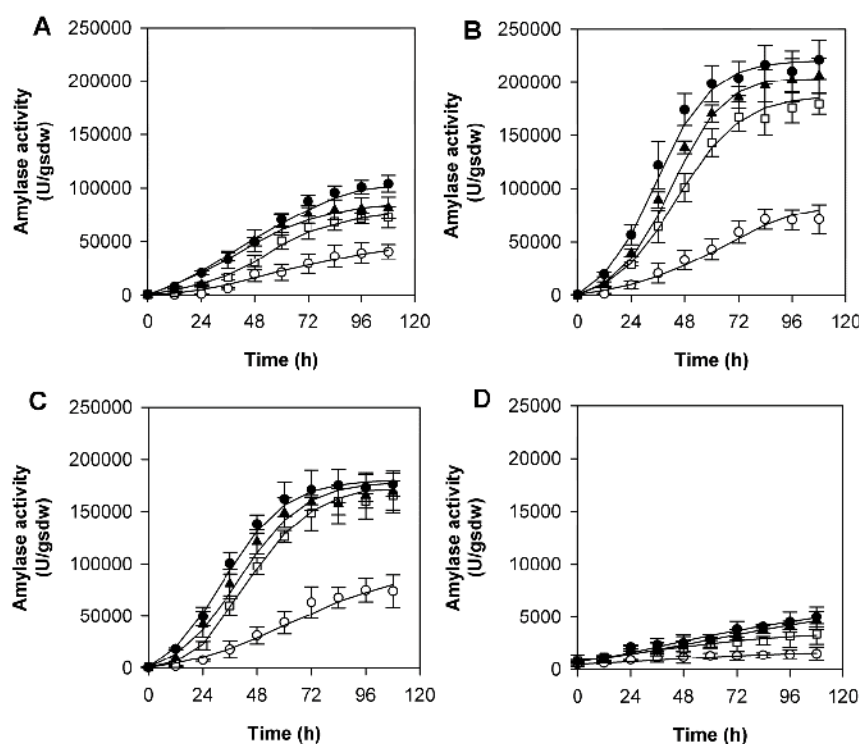 A
250000
200000
150000
100000
50000
0
Amylase activity
(U/gsdw)
0 24 48 72 96 120
Time (h)
B
250000
200000
150000
100000
50000
0
Amylase activity
(U/gsdw)
0 24 48 72 96 120
Time (h)
C
250000
200000
150000
100000
50000
0
Amylase activity
(U/gsdw)
0 24 48 72 96 120
Time (h)
D
25000
20000
15000
10000
5000
0
Amylase activity
(U/gsdw)
0 24 48 72 96 120
Time (h)